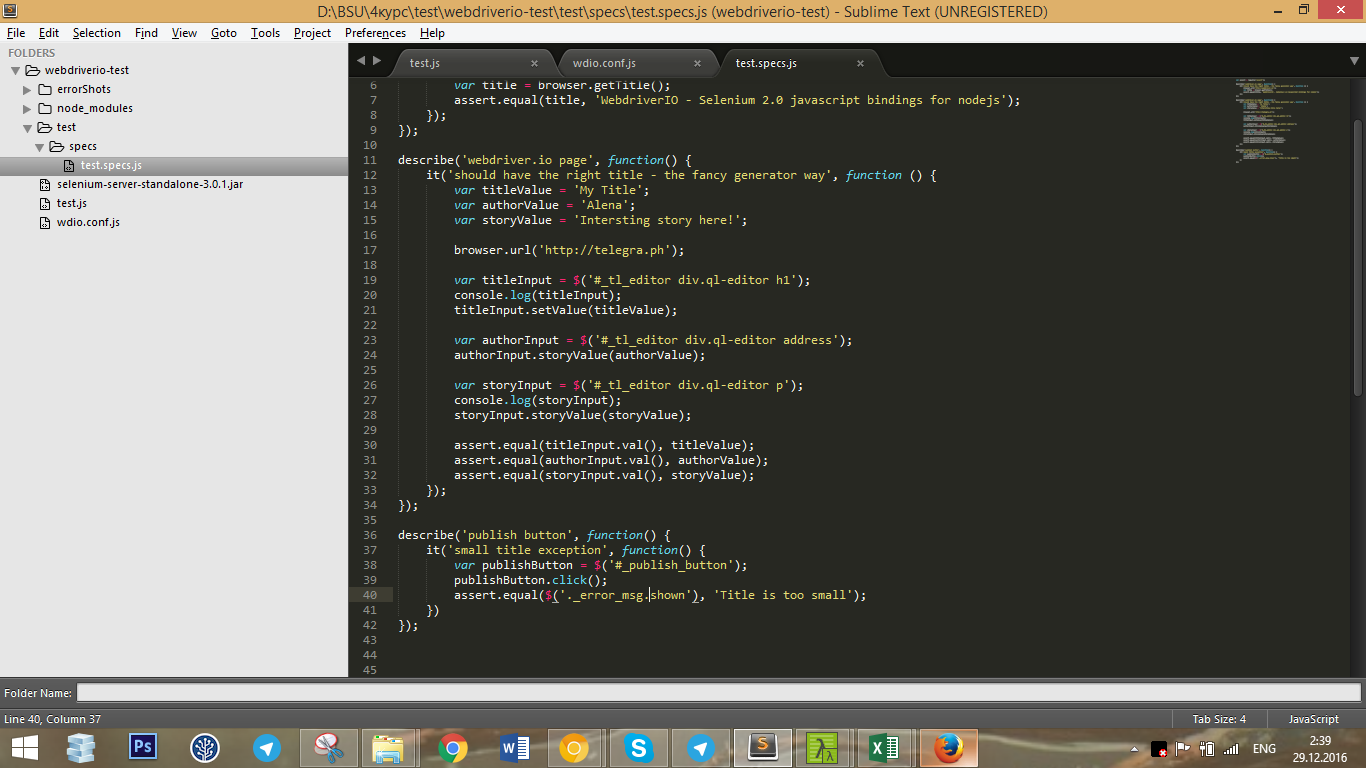 D:\BSU\4курс\test\webdriverio-test\test\specs\test.specs.js (webdriverio-test) - Sublime Text (UNREGISTERED)
File Edit Selection Find View Goto Tools Project Preferences Help
FOLDERS
webdriverio-test
errorShots
node_modules
test
specs
test.specs.js
selenium-server-standalone-3.0.1.jar
test.js
wdio.conf.js
test.js wdio.conf.js test.specs.js
6 var title = browser.getTitle();
7 assert.equal(title, 'WebdriverIO - Selenium 2.0 javascript bindings for nodejs');
8 });
9 });
10
11 describe('webdriver.io page', function() {
12 it('should have the right title - the fancy generator way', function () {
13 var titleValue = 'My Title';
14 var authorValue = 'Alena';
15 var storyValue = 'Intersting story here!';
16
17 browser.url('http://telegra.ph');
18
19 var titleInput = $('#_tl_editor div.ql-editor h1');
20 console.log(titleInput);
21 titleInput.setValue(titleValue);
22
23 var authorInput = $('#_tl_editor div.ql-editor address');
24 authorInput.storyValue(authorValue);
25
26 var storyInput = $('#_tl_editor div.ql-editor p');
27 console.log(storyInput);
28 storyInput.storyValue(storyValue);
29
30 assert.equal(titleInput.val(), titleValue);
31 assert.equal(authorInput.val(), authorValue);
32 assert.equal(storyInput.val(), storyValue);
33 });
34 });
35
36 describe('publish button', function() {
37 it('small title exception', function() {
38 var publishButton = $('#_publish_button');
39 publishButton.click();
40 assert.equal($('._error_msg.shown'), 'Title is too small');
41 })
42 });
43
44
45
Folder Name:
Line 40, Column 37 Tab Size: 4 JavaScript
Ps
ENG
2:39
29.12.2016